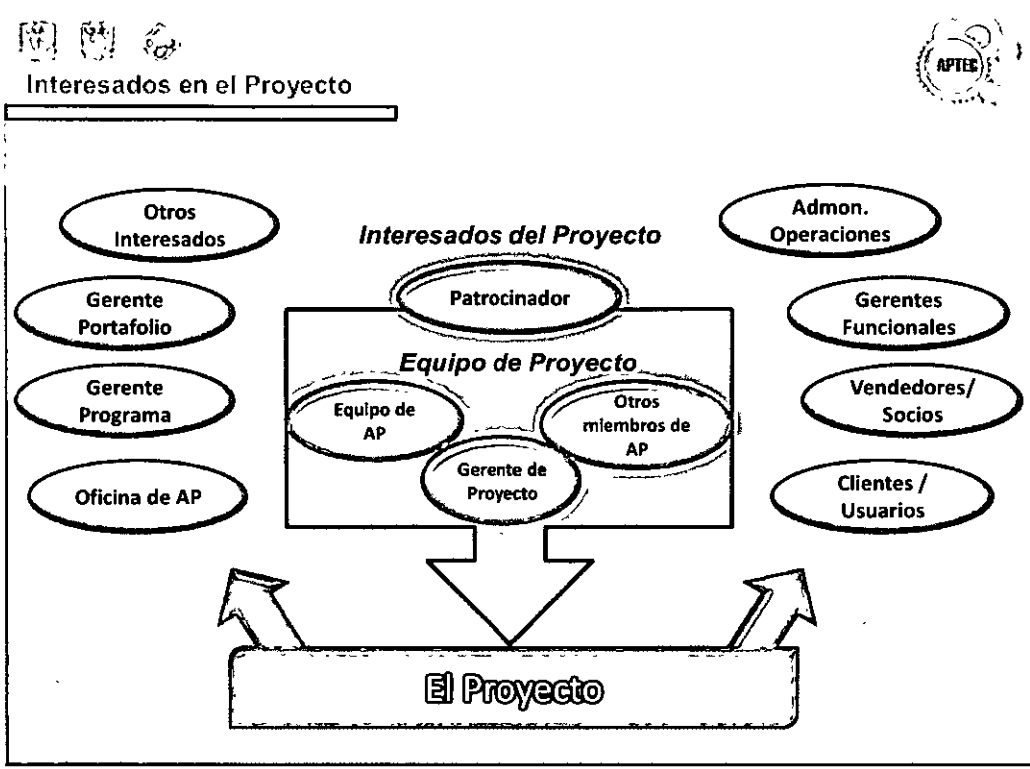 APTEC
Interesados en el Proyecto
Otros
Interesados
Gerente
Portafolio
Gerente
Programa
Oficina de AP
Interesados del Proyecto
Patrocinador
Equipo de Proyecto
Equipo de
AP
Otros
miembros de
AP
Gerente de
Proyecto
Admon.
Operaciones
Gerentes
Funcionales
Vendedores/
Socios
Clientes /
Usuarios
El Proyecto